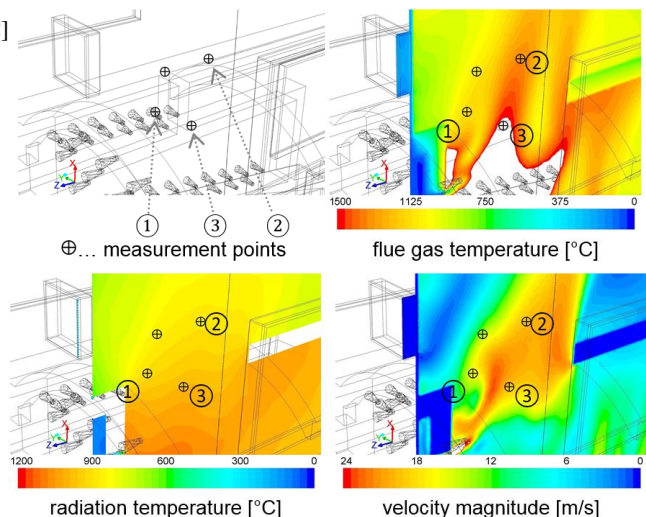 ]
X
Y
Z
① ③ ②
⊕... measurement points
①
②
③
X
Y
Z
1500 1125 750 375 0
flue gas temperature [°C]
①
②
③
X
Y
Z
1200 900 600 300 0
radiation temperature [°C]
①
②
③
X
Y
Z
24 18 12 6 0
velocity magnitude [m/s]